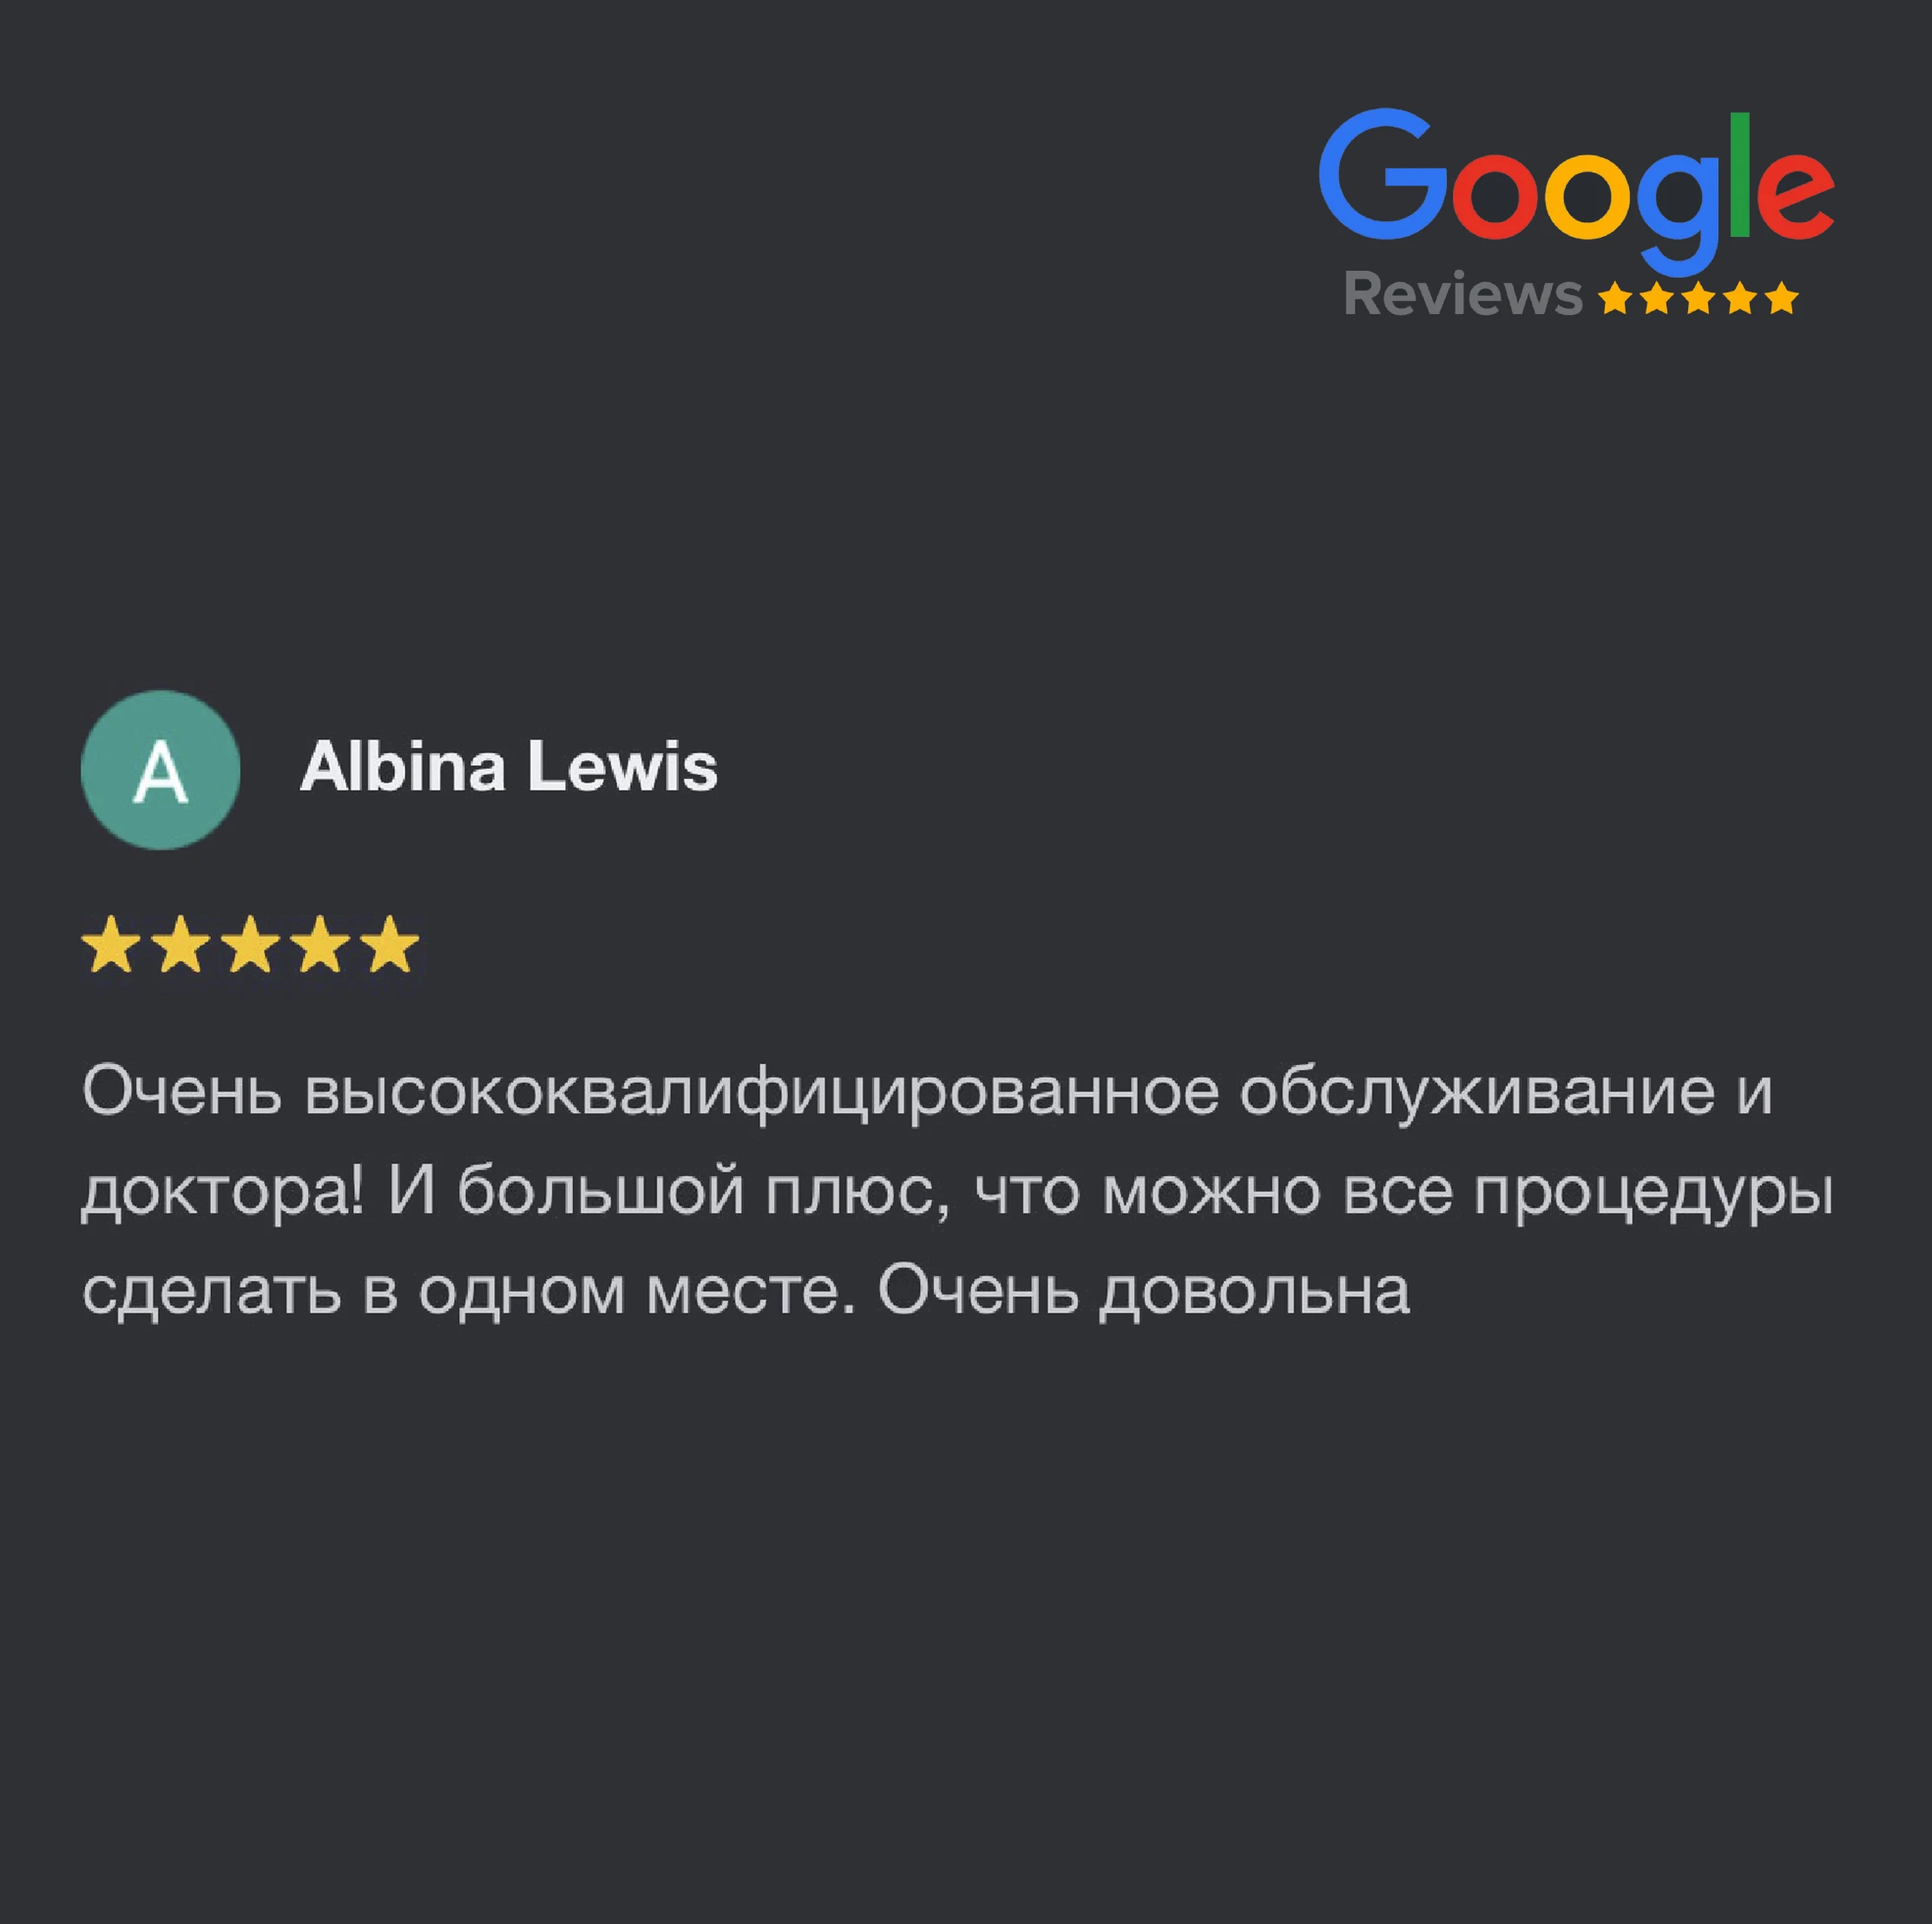 Google
Reviews
A
Albina Lewis
Очень высококвалифицированное обслуживание и
доктора! И большой плюс, что можно все процедуры
сделать в одном месте. Очень довольна